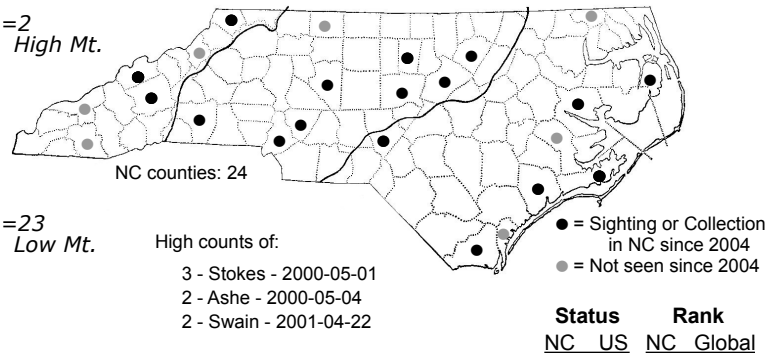 =2
High Mt.
NC counties: 24
=23
Low Mt.
High counts of:
3 - Stokes - 2000-05-01
2 - Ashe - 2000-05-04
2 - Swain - 2001-04-22
= Sighting or Collection
in NC since 2004
= Not seen since 2004
Status Rank
NC US NC Global